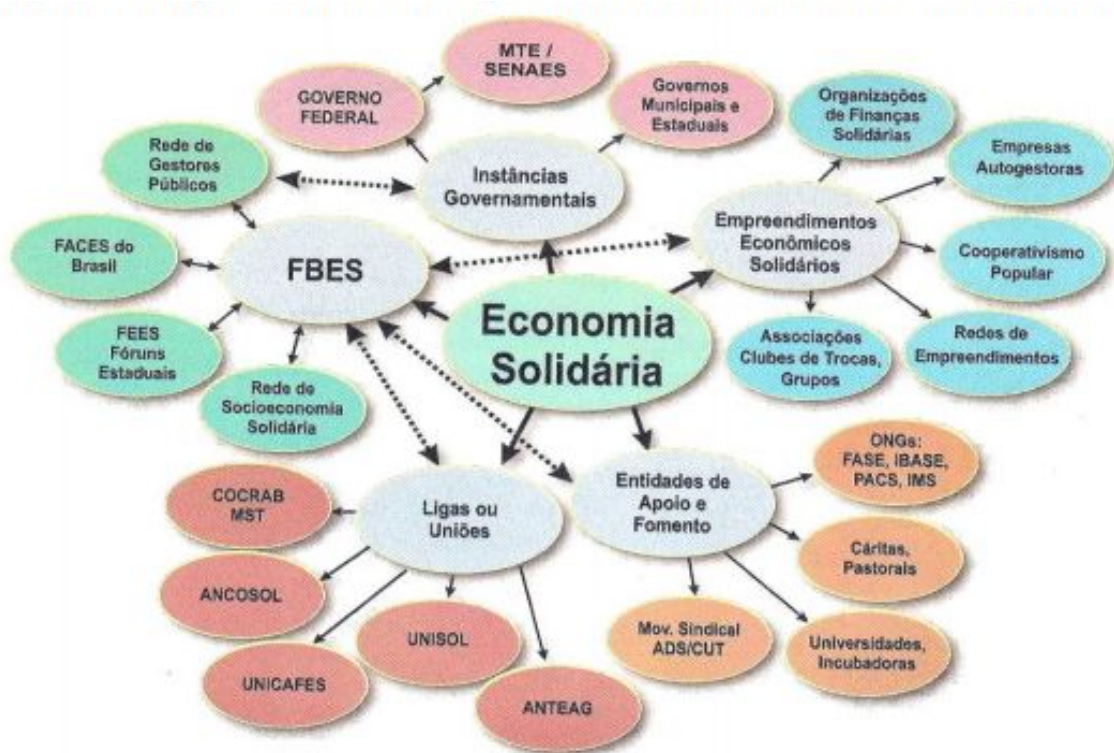 MTE /
SENAES
GOVERNO
FEDERAL
Governos
Municipais e
Estaduais
Organizações
de Finanças
Solidárias
Rede de
Gestores
Públicos
Instâncias
Governamentais
Empresas
Autogestoras
Empreendimentos
Econômicos
Solidários
FACES do
Brasil
FBES
Cooperativismo
Popular
Economia
Solidária
FEES
Fóruns
Estaduais
Associações
Clubes de Trocas,
Grupos
Redes de
Empreendimentos
Rede de
Socioeconomia
Solidária
ONGs:
FASE, IBASE,
PACS, IMS
COCRAB
MST
Ligas ou
Uniões
Entidades de
Apoio e
Fomento
Cáritas,
Pastorais
ANCOSOL
UNISOL
Mov. Sindical
ADS/CUT
Universidades,
Incubadoras
UNICAFES
ANTEAG